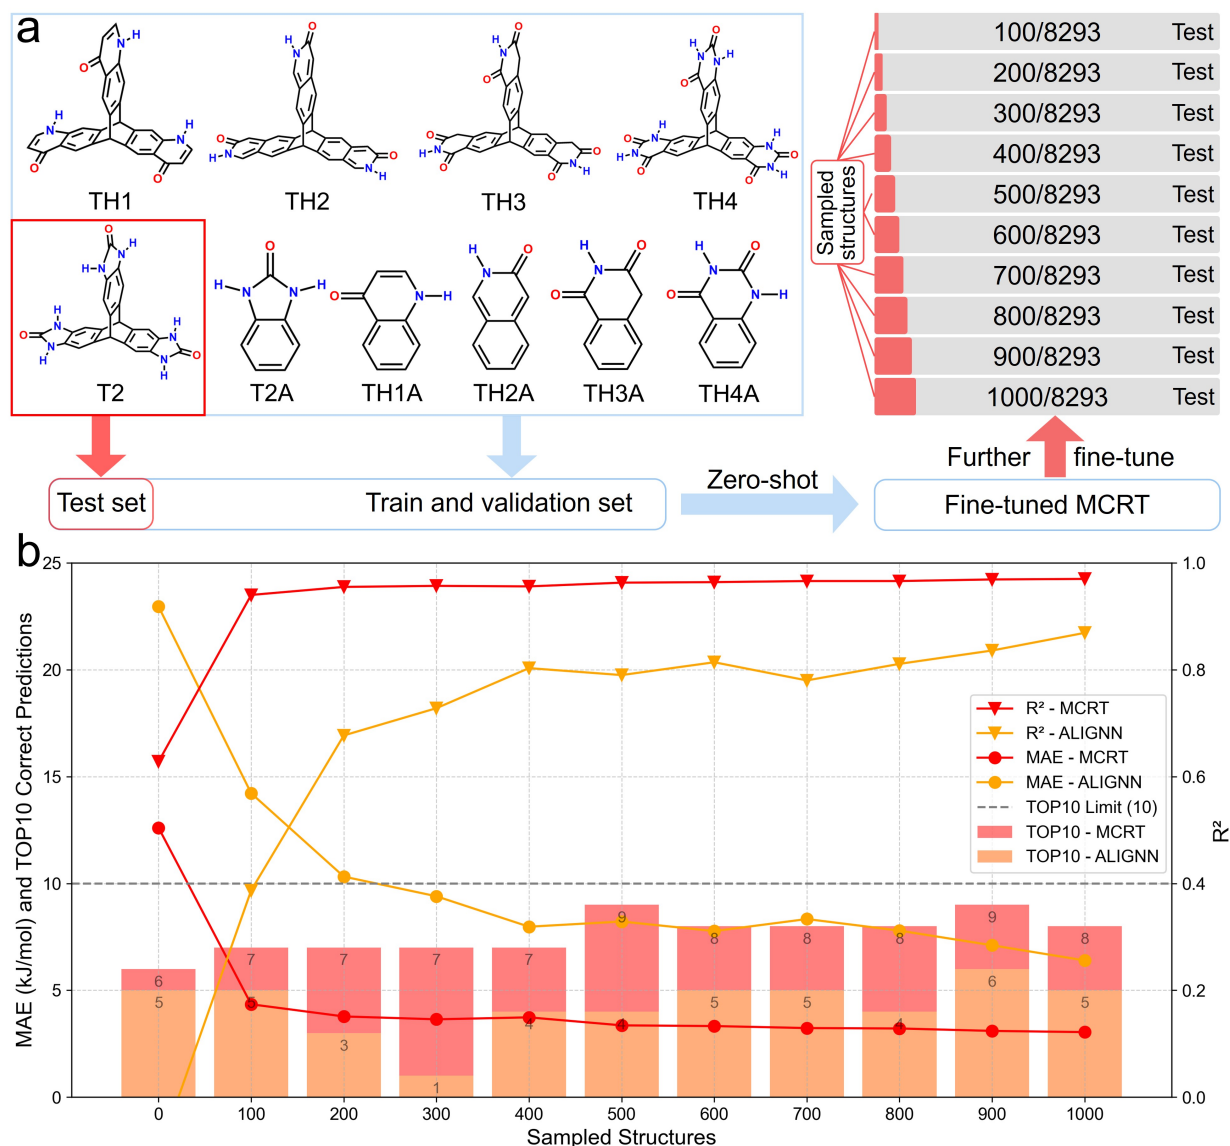 a
TH1
TH2
TH3
TH4
T2
T2A
TH1A
TH2A
TH3A
TH4A
Sampled
structures
100/8293 Test
200/8293 Test
300/8293 Test
400/8293 Test
500/8293 Test
600/8293 Test
700/8293 Test
800/8293 Test
900/8293 Test
1000/8293 Test
Further fine-tune
Test set
Train and validation set
Zero-shot
Fine-tuned MCRT
b
MAE (kJ/mol) and TOP10 Correct Predictions
25
20
15
10
5
0
1.0
0.8
0.6
0.4
0.2
0.0
R²
R² - MCRT
R² - ALIGNN
MAE - MCRT
MAE - ALIGNN
TOP10 Limit (10)
TOP10 - MCRT
TOP10 - ALIGNN
6 7 7 7 7 9 8 8 8 9 8
5 5 3 1 4 4 5 5 4 6 5
0 100 200 300 400 500 600 700 800 900 1000
Sampled Structures